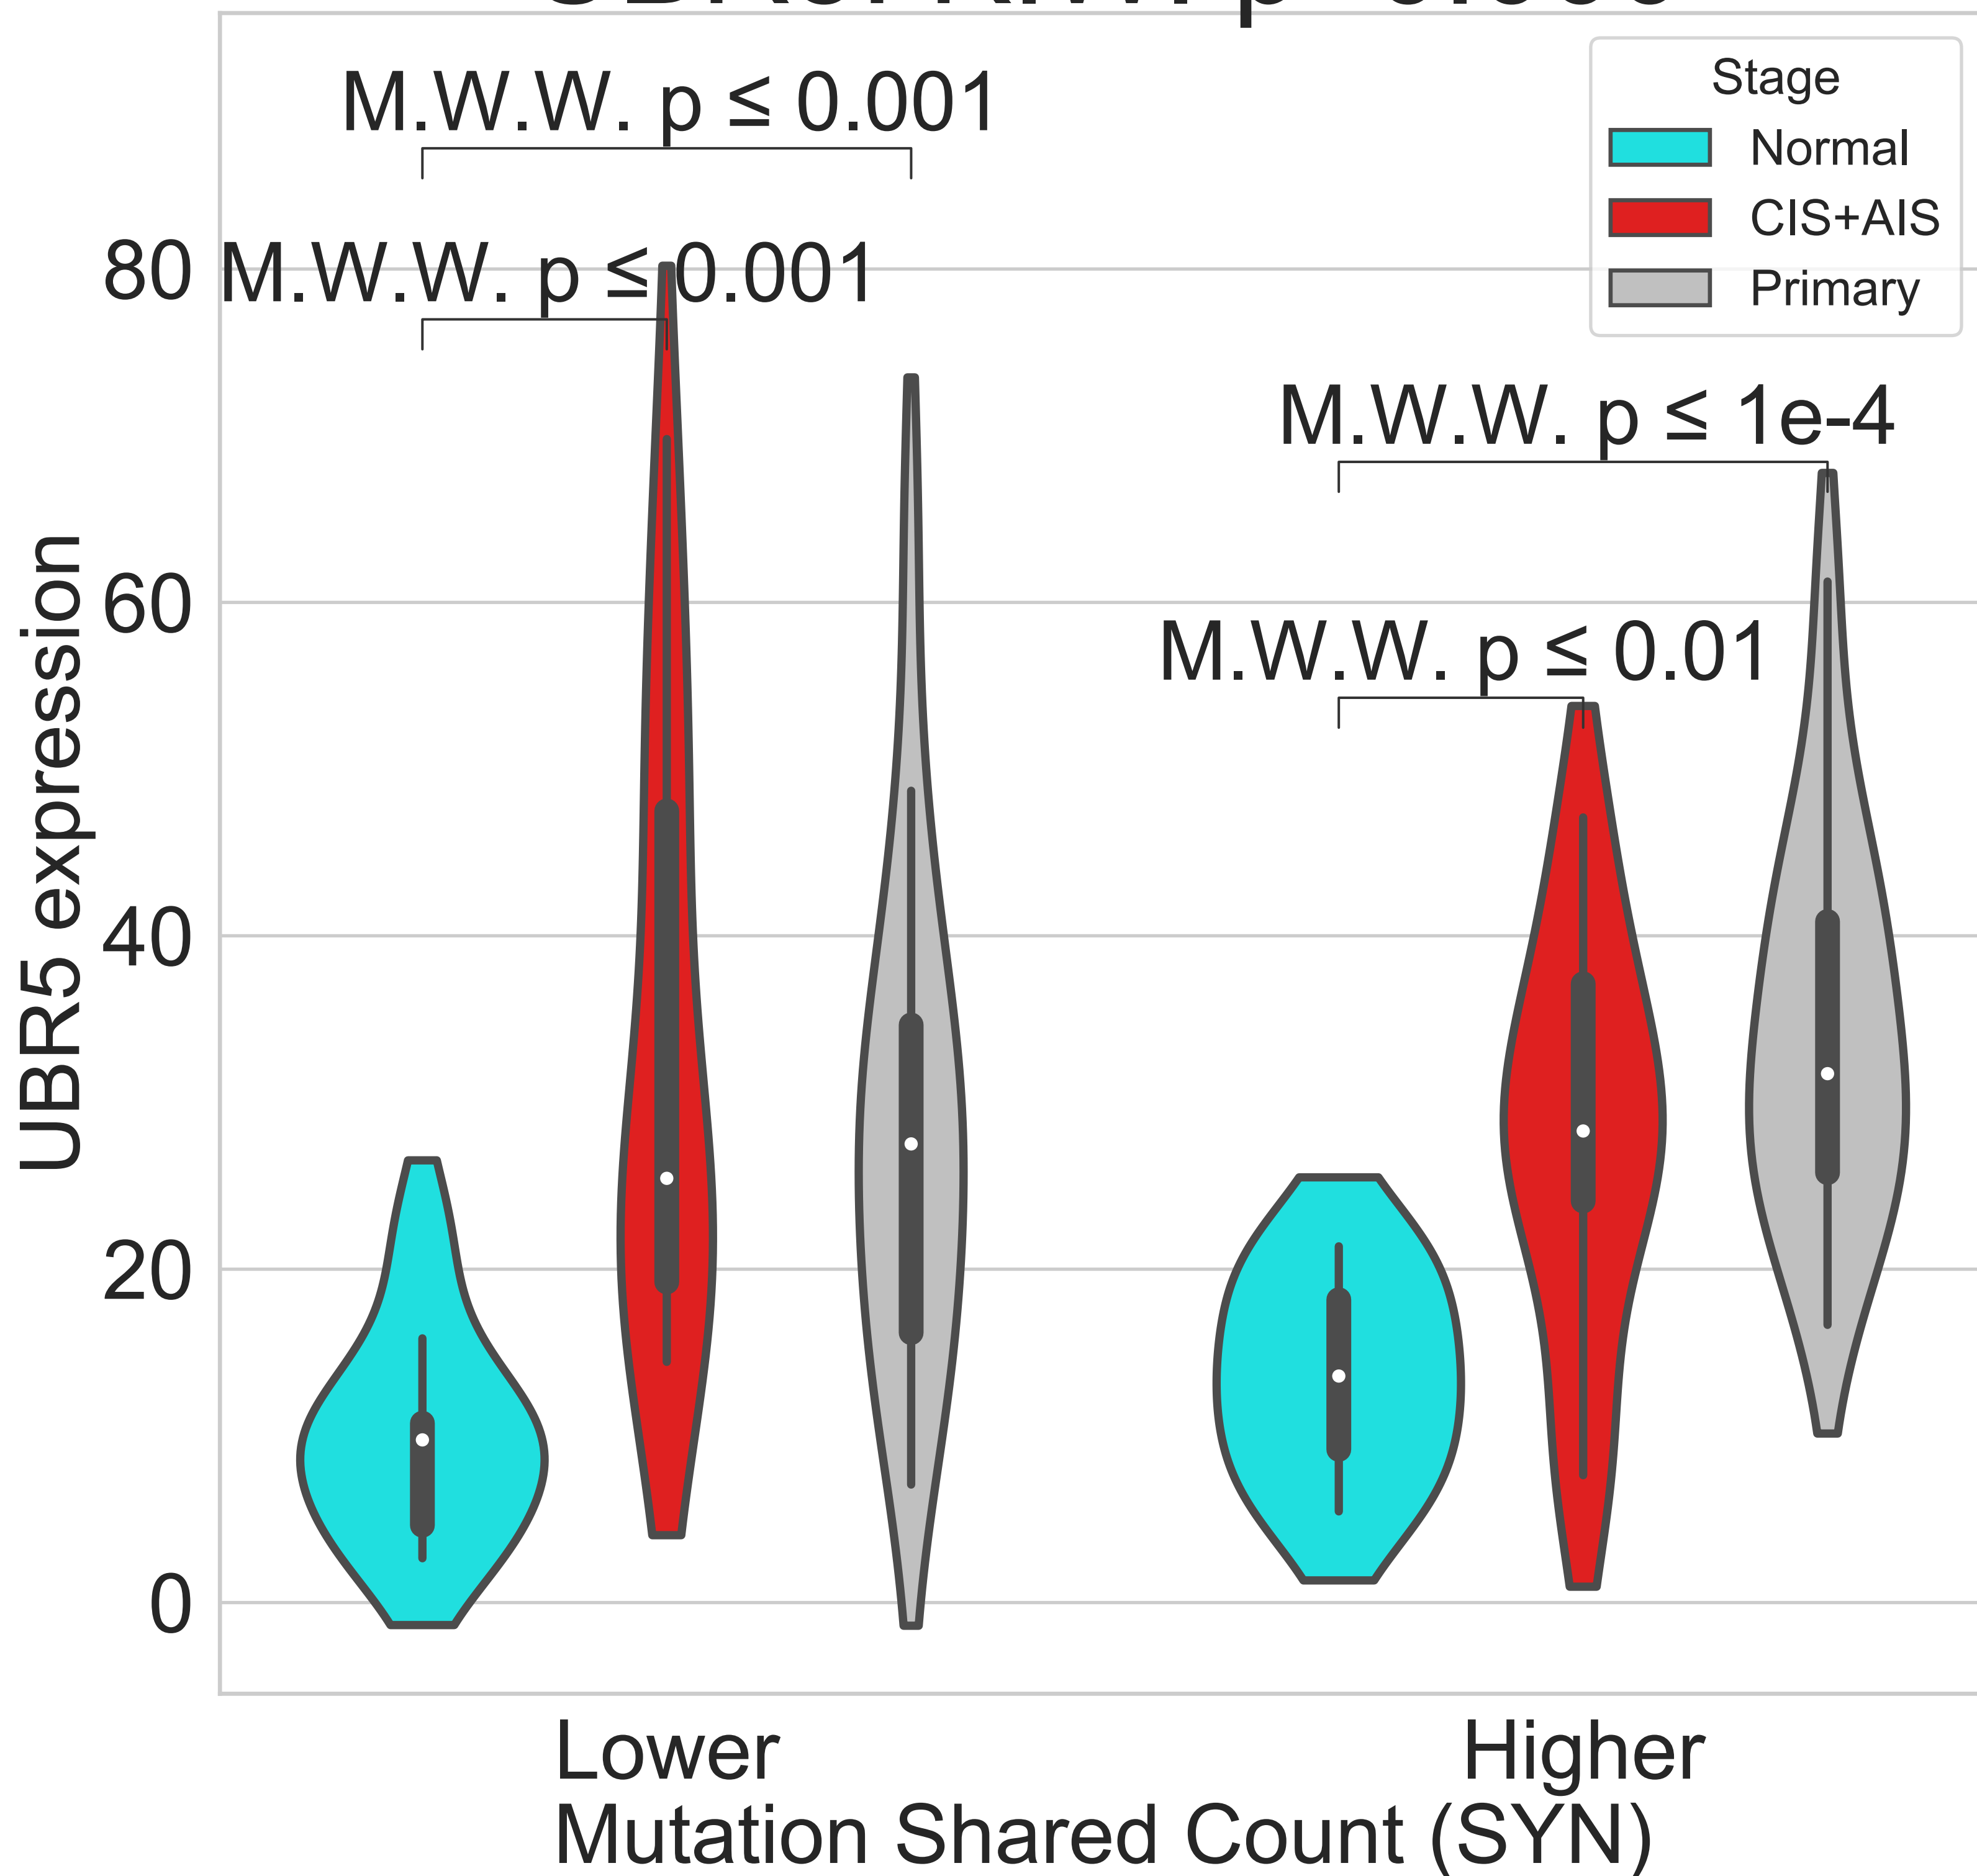 M.W.W. p ≤ 0.001
Stage
Normal
CIS+AIS
Primary
M.W.W. p ≤ 0.001
M.W.W. p ≤ 1e-4
M.W.W. p ≤ 0.01
UBR5 expression
80
60
40
20
0
Lower
Higher
Mutation Shared Count (SYN)